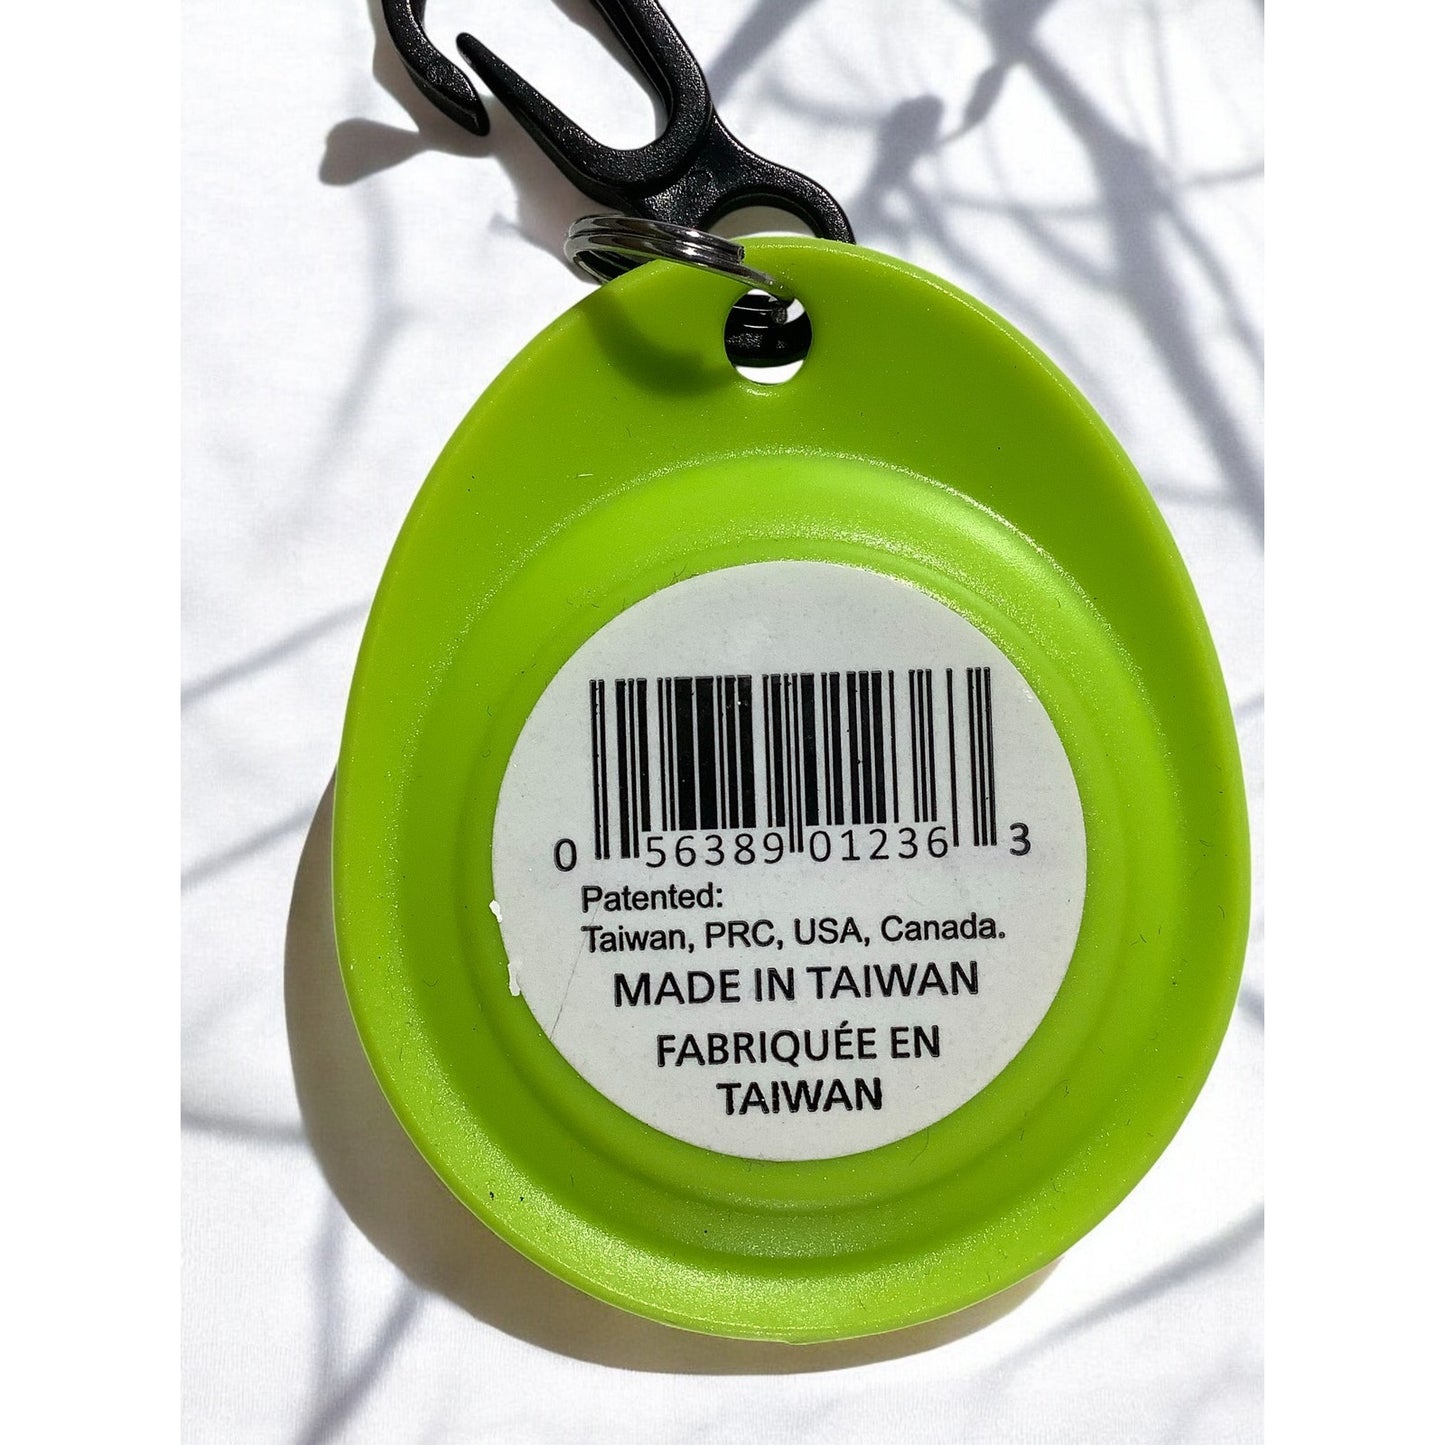 0 56389 01236 3
Patented:
Taiwan, PRC, USA, Canada.
MADE IN TAIWAN
FABRIQUÉE EN
TAIWAN